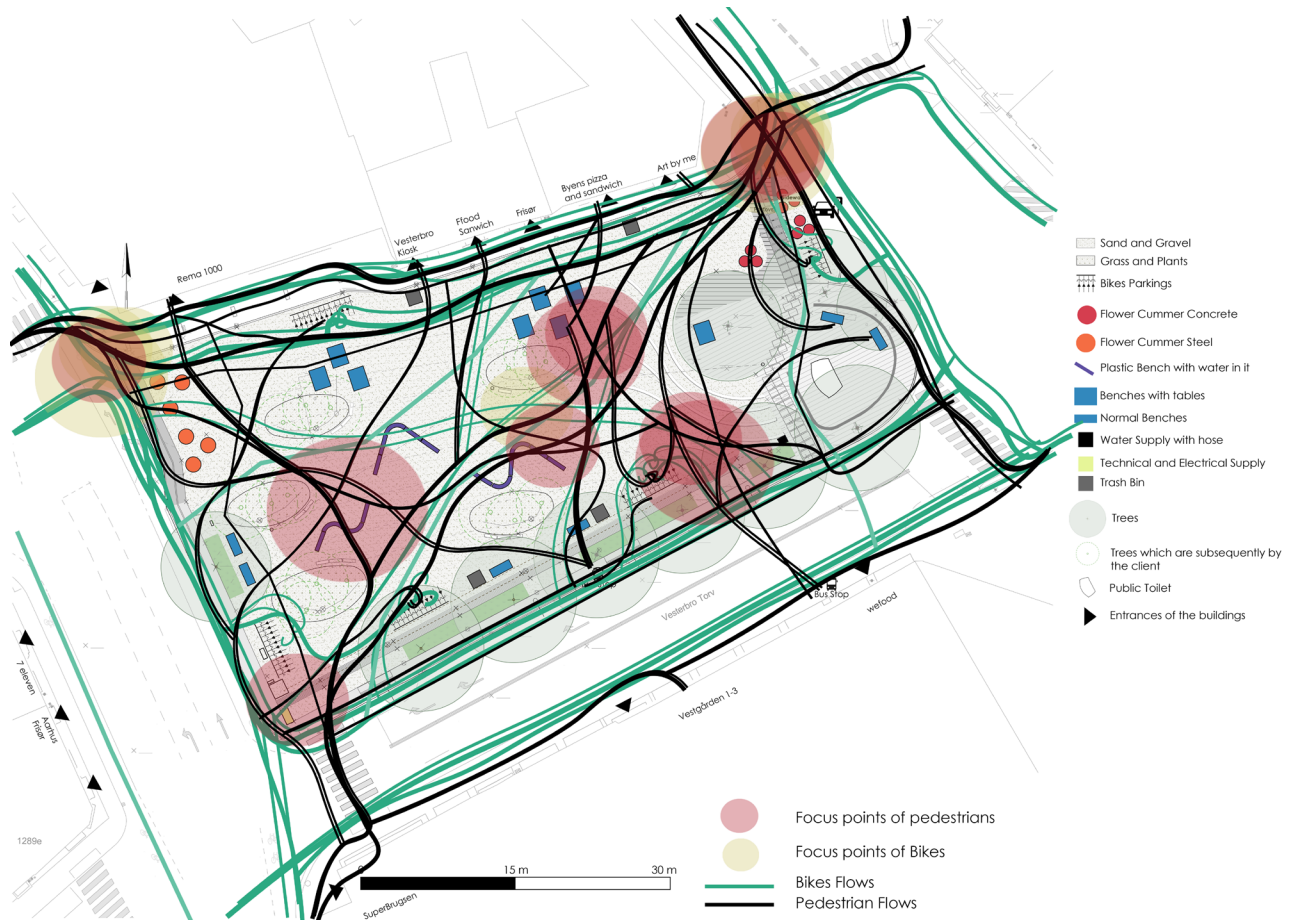 Art by me
Byens pizza
and sandwich
Frisør
Ffood
Sanwich
Vesterbro
Kiosk
Rema 1000
Sand and Gravel
Grass and Plants
Bikes Parkings
Flower Cummer Concrete
Flower Cummer Steel
Plastic Bench with water in it
Benches with tables
Normal Benches
Water Supply with hose
Technical and Electrical Supply
Trash Bin
Trees
Trees which are subsequently by
the client
Public Toilet
Entrances of the buildings
Bus Stop
wefood
Vesterbro Torv
Vestgården 1-3
7 eleven
Aarhus
Frisør
1289e
SuperBrugsen
15 m
30 m
Focus points of pedestrians
Focus points of Bikes
Bikes Flows
Pedestrian Flows